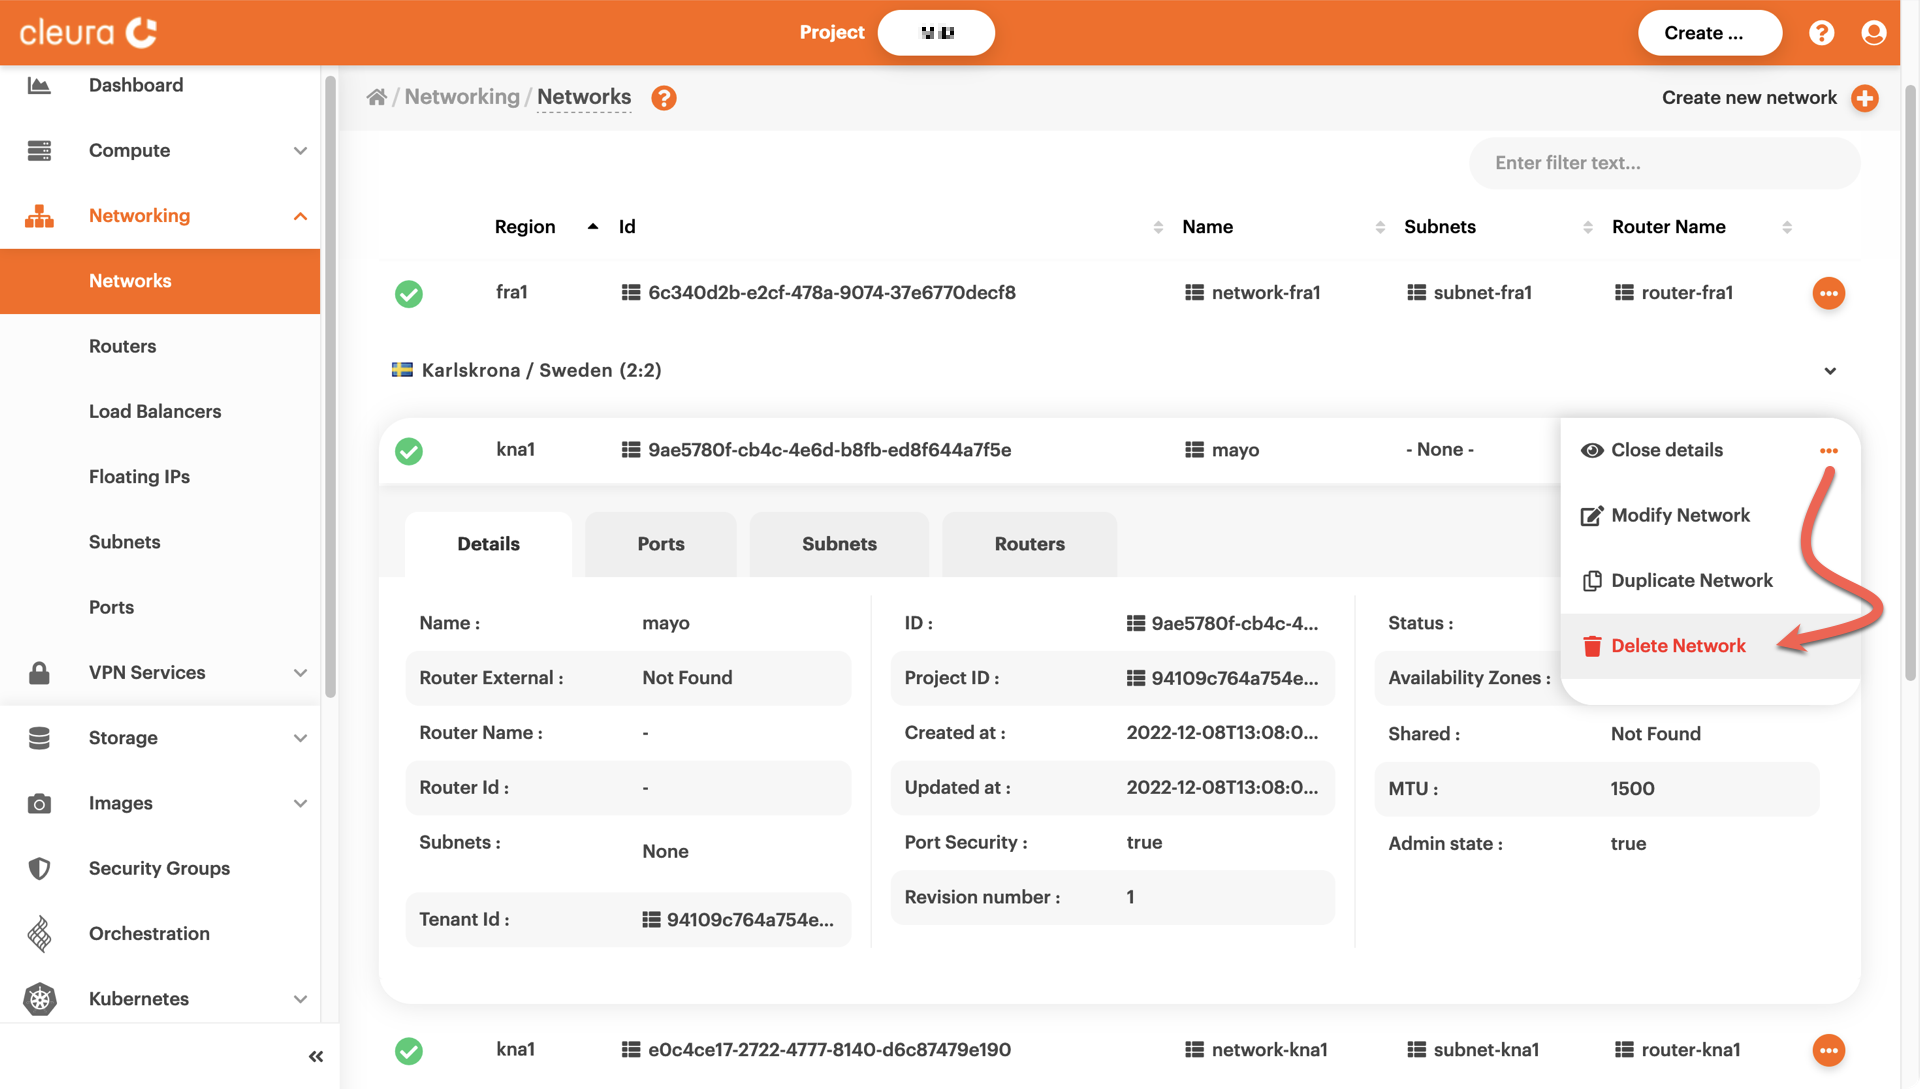 cleura
Project
Create ...
Dashboard
Compute
Networking
Networks
Routers
Load Balancers
Floating IPs
Subnets
Ports
VPN Services
Storage
Images
Security Groups
Orchestration
Kubernetes
/ Networking / Networks
Create new network
Enter filter text...
Region Id Name Subnets Router Name
fra1 6c340d2b-e2cf-478a-9074-37e6770decf8 network-fra1 subnet-fra1 router-fra1
Karlskrona / Sweden (2:2)
kna1 9ae5780f-cb4c-4e6d-b8fb-ed8f644a7f5e mayo - None -
Close details
Modify Network
Duplicate Network
Delete Network
Details Ports Subnets Routers
Name : mayo
Router External : Not Found
Router Name : -
Router Id : -
Subnets : None
Tenant Id : 94109c764a754e...
ID : 9ae5780f-cb4c-4...
Project ID : 94109c764a754e...
Created at : 2022-12-08T13:08:0...
Updated at : 2022-12-08T13:08:0...
Port Security : true
Revision number : 1
Status :
Availability Zones :
Shared : Not Found
MTU : 1500
Admin state : true
kna1 e0c4ce17-2722-4777-8140-d6c87479e190 network-kna1 subnet-kna1 router-kna1